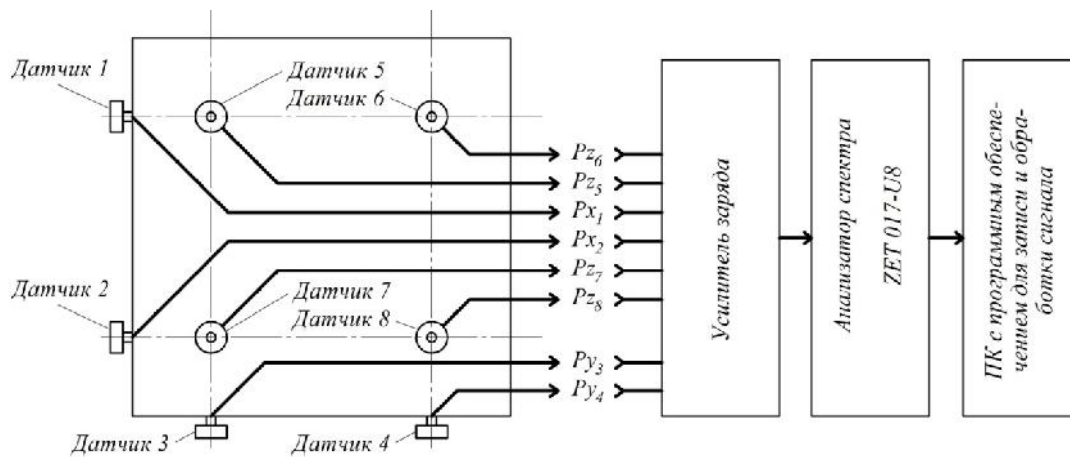 Датчик 1
Датчик 5
Датчик 6
Pz6
Pz5
Px1
Px2
Pz7
Pz8
Датчик 2
Датчик 7
Датчик 8
Py3
Py4
Датчик 3
Датчик 4
Усилитель заряда
Анализатор спектра
ZET 017-U8
ПК с программным обеспе-
чением для записи и обра-
ботки сигнала